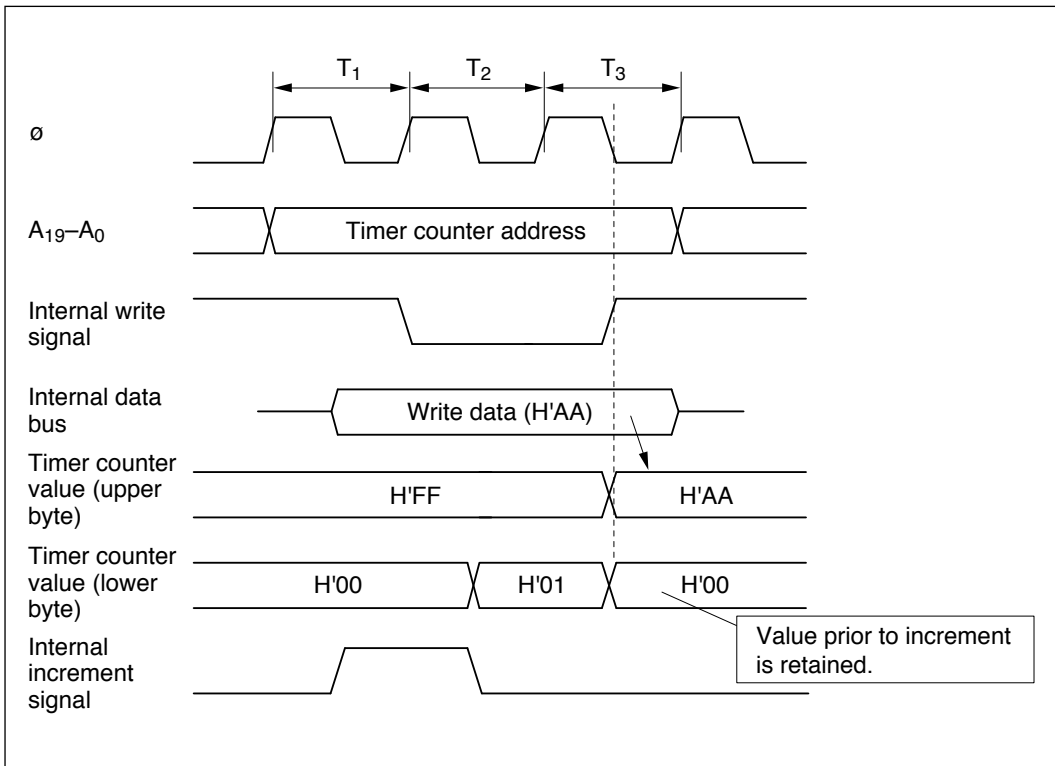 T1 T2 T3
ø
A19–A0
Timer counter address
Internal write
signal
Internal data
bus
Write data (H'AA)
Timer counter
value (upper
byte)
H'FF H'AA
Timer counter
value (lower
byte)
H'00 H'01 H'00
Value prior to increment
is retained.
Internal
increment
signal